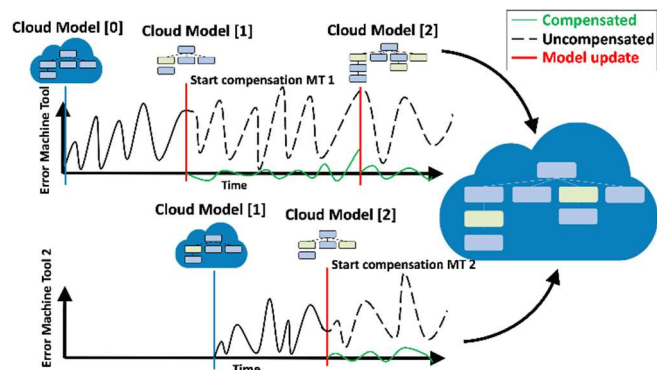 Cloud Model [0]
Cloud Model [1]
Cloud Model [2]
Compensated
Uncompensated
Model update
Start compensation MT 1
Error Machine Tool
Time
Cloud Model [1]
Cloud Model [2]
Start compensation MT 2
Error Machine Tool 2
Time